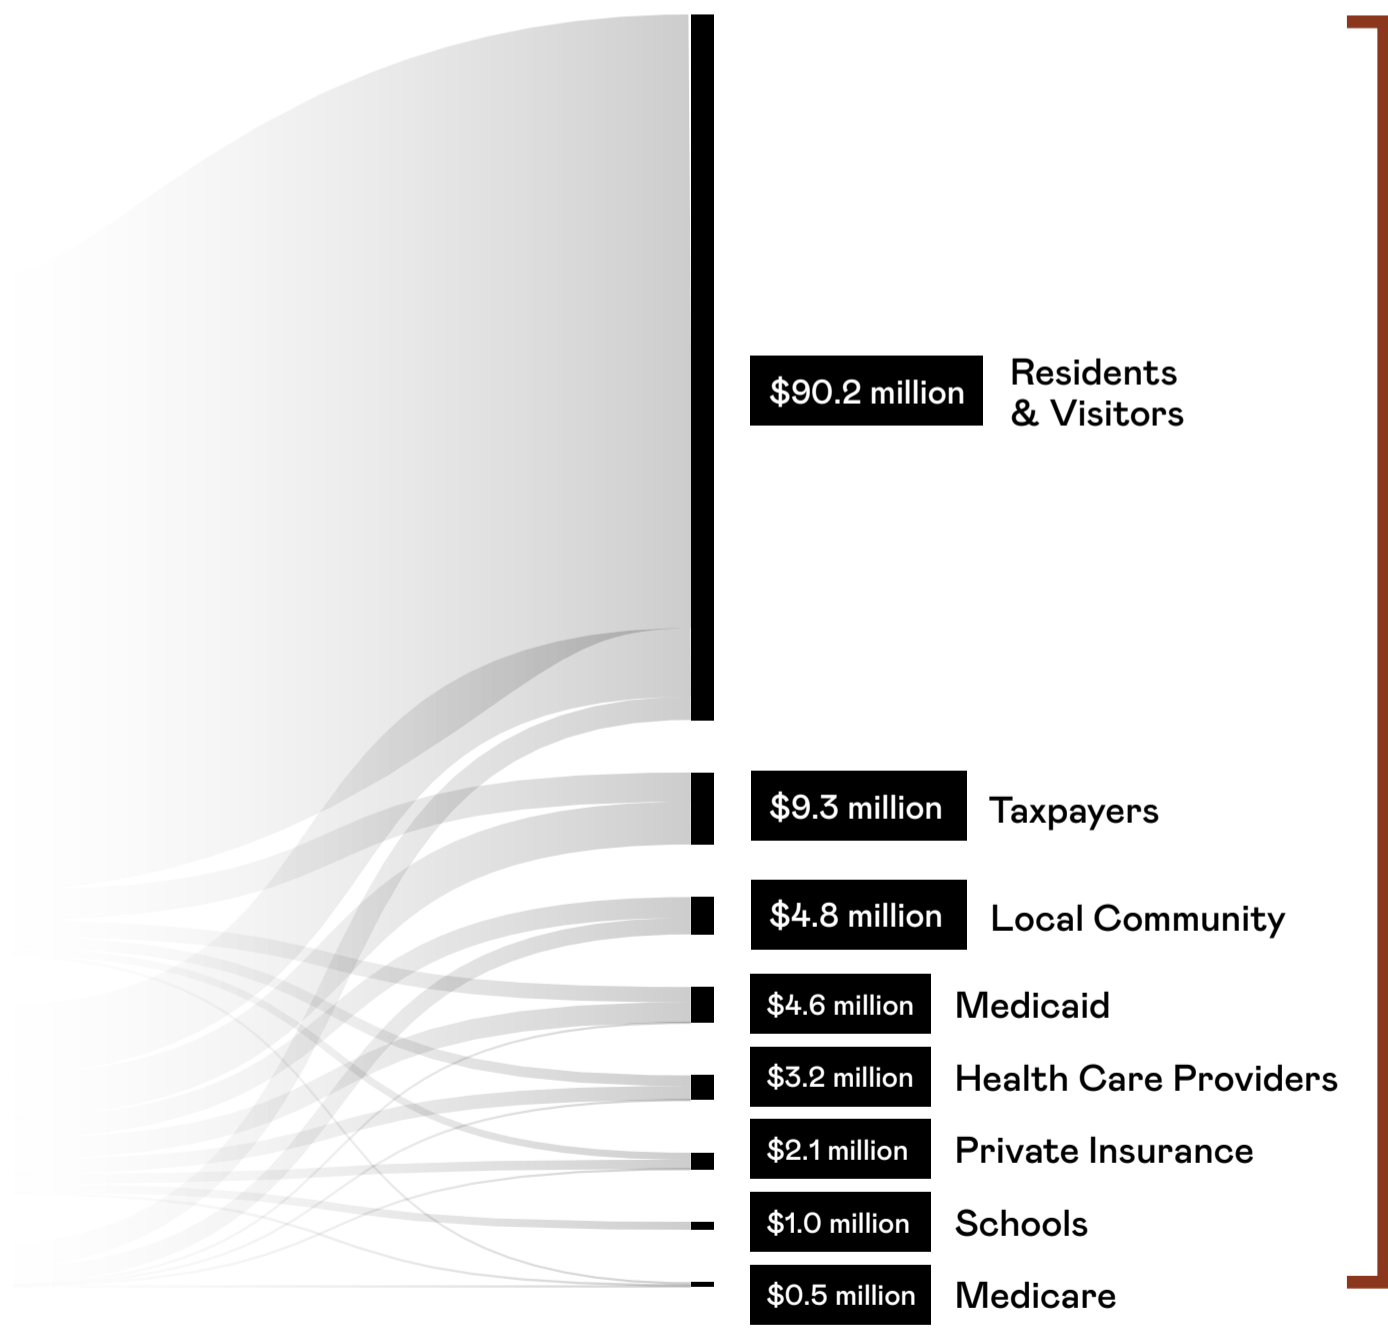 $90.2 million
Residents
& Visitors
$9.3 million
Taxpayers
$4.8 million
Local Community
$4.6 million
Medicaid
$3.2 million
Health Care Providers
$2.1 million
Private Insurance
$1.0 million
Schools
$0.5 million
Medicare